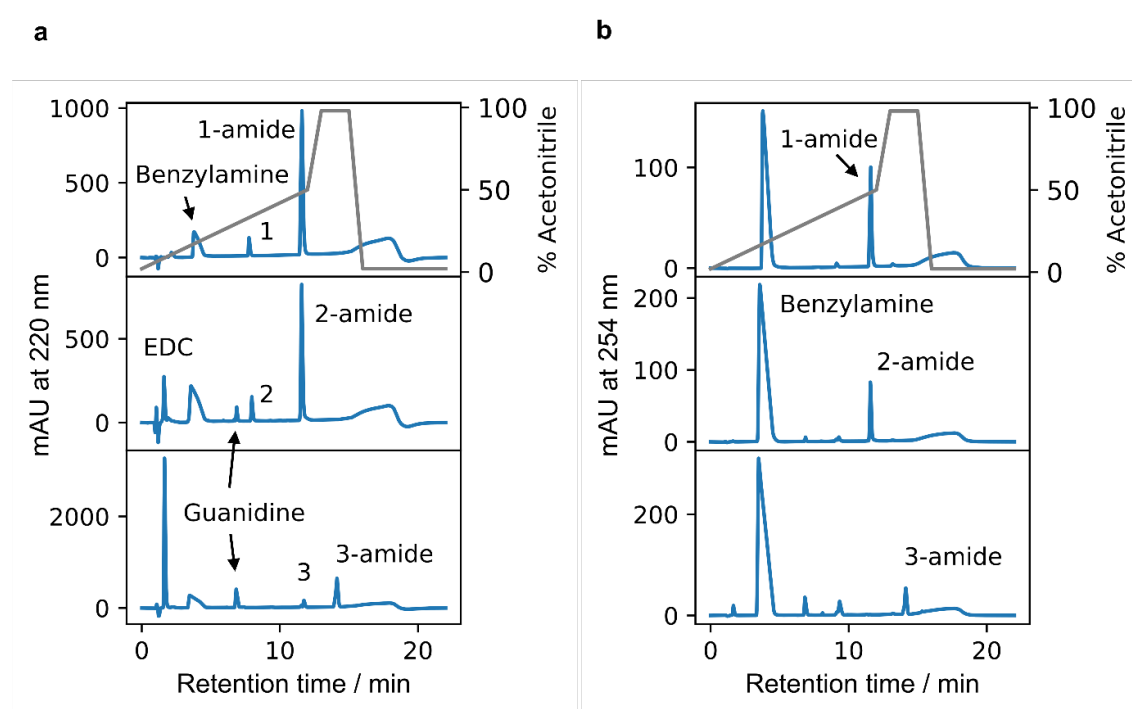 a
1000
500
0
1-amide
Benzylamine
1
100
50
0
% Acetonitrile
mAU at 220 nm
500
0
EDC
2
2-amide
2000
0
Guanidine
3
3-amide
0
10
20
Retention time / min
b
100
0
1-amide
100
50
0
% Acetonitrile
mAU at 254 nm
200
100
0
Benzylamine
2-amide
200
0
3-amide
0
10
20
Retention time / min